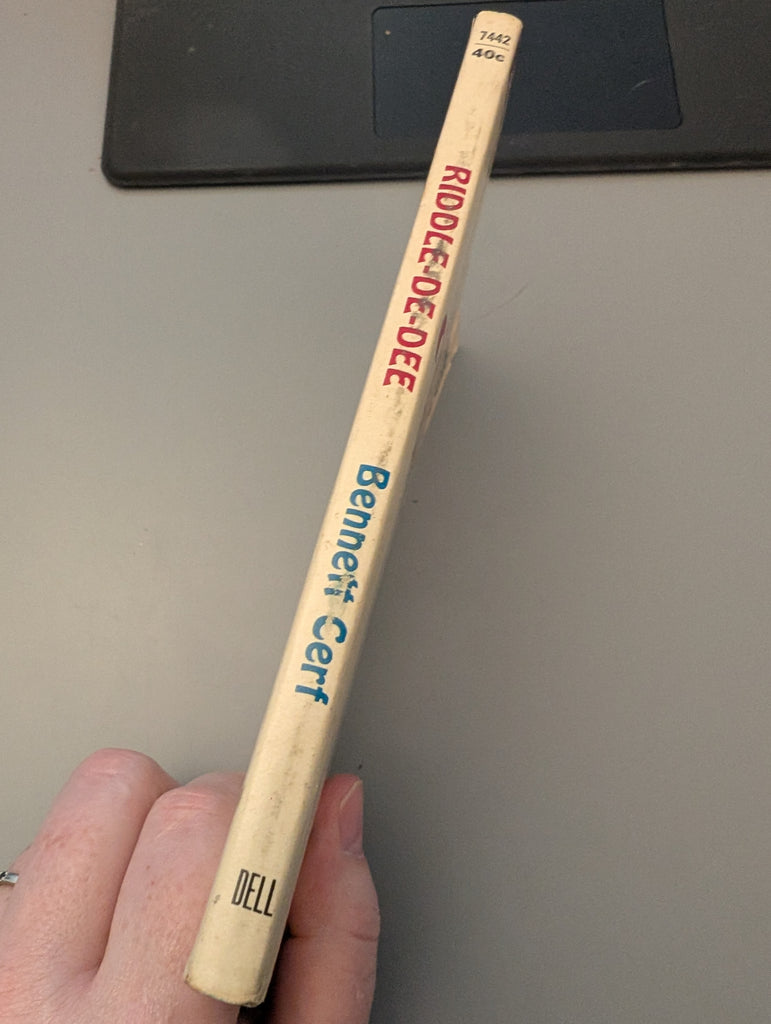 7442
40c
RIDDLE-DE-DEE
Bennett Cerf
DELL